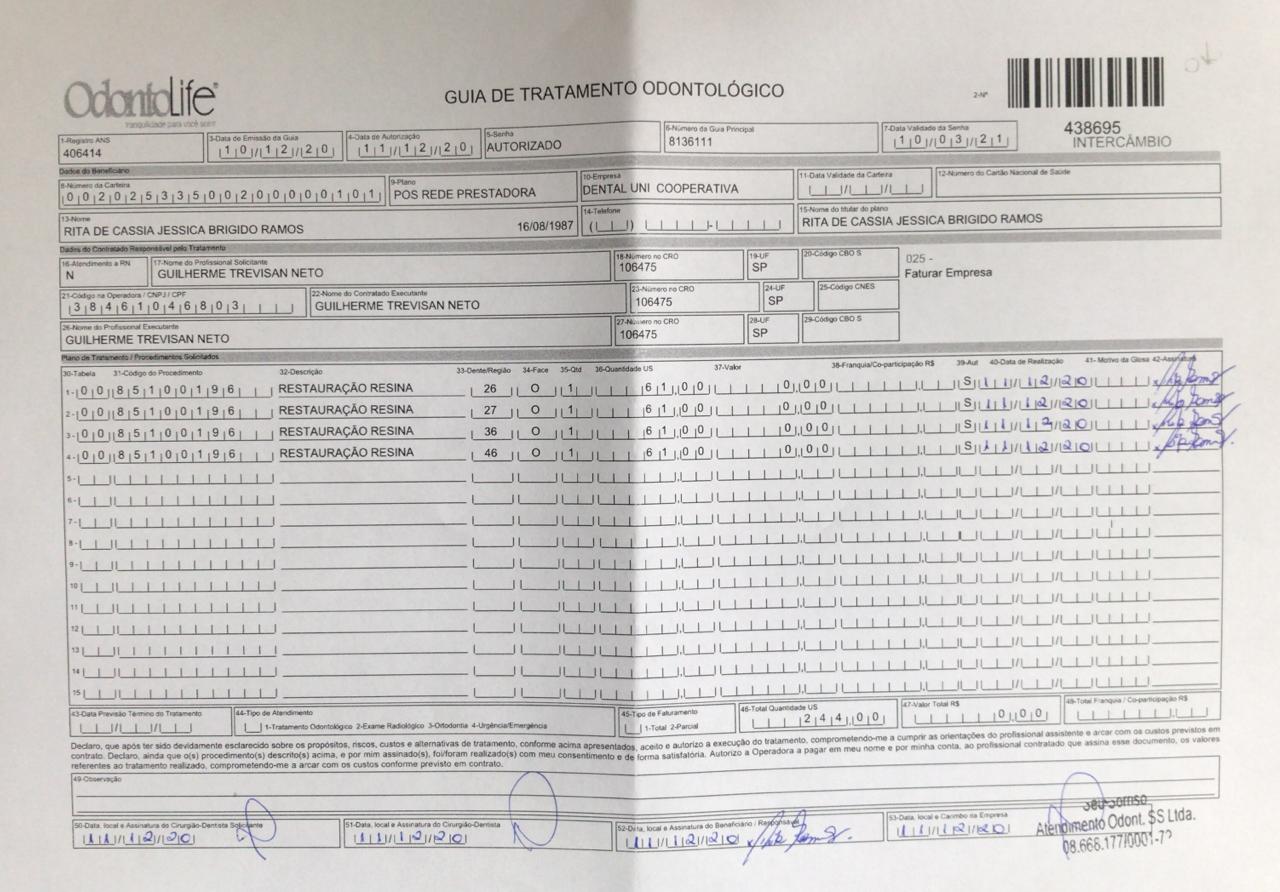 OdontoLife
tranquilidade para você sorrir
GUIA DE TRATAMENTO ODONTOLÓGICO
2-Nº
438695
INTERCÂMBIO
1-Registro ANS 3-Data de Emissão da Guia 4-Data de Autorização 5-Senha 6-Número da Guia Principal 7-Data Validade da Senha
406414 10/12/20 11/12/20 AUTORIZADO 8136111 10/03/21
Dados do Beneficiário
8-Número da Carteira 9-Plano 10-Empresa 11-Data Validade da Carteira 12-Número do Cartão Nacional de Saúde
00202533500200000101 POS REDE PRESTADORA DENTAL UNI COOPERATIVA
13-Nome 14-Telefone 15-Nome do titular do plano
RITA DE CASSIA JESSICA BRIGIDO RAMOS 16/08/1987 RITA DE CASSIA JESSICA BRIGIDO RAMOS
Dados do Contratado Responsável pelo Tratamento
16-Atendimento a RN 17-Nome do Profissional Solicitante 18-Número no CRO 19-UF 20-Código CBO S 025 -
N GUILHERME TREVISAN NETO 106475 SP Faturar Empresa
21-Código na Operadora / CNPJ / CPF 22-Nome do Contratado Executante 23-Número no CRO 24-UF 25-Código CNES
38461046803 GUILHERME TREVISAN NETO 106475 SP
26-Nome do Profissional Executante 27-Número no CRO 28-UF 29-Código CBO S
GUILHERME TREVISAN NETO 106475 SP
Plano de Tratamento / Procedimentos Solicitados
30-Tabela 31-Código do Procedimento 32-Descrição 33-Dente/Região 34-Face 35-Qtd 36-Quantidade US 37-Valor 38-Franquia/Co-participação R$ 39-Aut 40-Data de Realização 41- Motivo da Glosa 42-Assinatura
1- 00 85100196 RESTAURAÇÃO RESINA 26 O 1 61,00 0,00 S 11/12/20
2- 00 85100196 RESTAURAÇÃO RESINA 27 O 1 61,00 0,00 S 11/12/20
3- 00 85100196 RESTAURAÇÃO RESINA 36 O 1 61,00 0,00 S 11/12/20
4- 00 85100196 RESTAURAÇÃO RESINA 46 O 1 61,00 0,00 S 11/12/20
5-
6-
7-
8-
9-
10
11
12
13
14
15
43-Data Previsão Término do Tratamento 44-Tipo de Atendimento 45-Tipo de Faturamento 46-Total Quantidade US 47-Valor Total R$ 48-Total Franquia / Co-participação R$
1-Tratamento Odontológico 2-Exame Radiológico 3-Ortodontia 4-Urgência/Emergência 1-Total 2-Parcial 244,00 0,00
Declaro, que após ter sido devidamente esclarecido sobre os propósitos, riscos, custos e alternativas de tratamento, conforme acima apresentados, aceito e autorizo a execução do tratamento, comprometendo-me a cumprir as orientações do profissional assistente e arcar com os custos previstos em
contrato. Declaro, ainda que o(s) procedimento(s) descrito(s) acima, e por mim assinado(s), foi/foram realizado(s) com meu consentimento e de forma satisfatória. Autorizo a Operadora a pagar em meu nome e por minha conta, ao profissional contratado que assina esse documento, os valores
referentes ao tratamento realizado, comprometendo-me a arcar com os custos conforme previsto em contrato.
49-Observação
50-Data, local e Assinatura do Cirurgião-Dentista Solicitante 51-Data, local e Assinatura do Cirurgião-Dentista 52-Data, local e Assinatura do Beneficiário / Responsável 53-Data, local e Carimbo da Empresa
11/12/20 11/12/20 11/12/20 11/12/20
Seu Sorriso
Atendimento Odont. SS Ltda.
08.666.177/0001-7